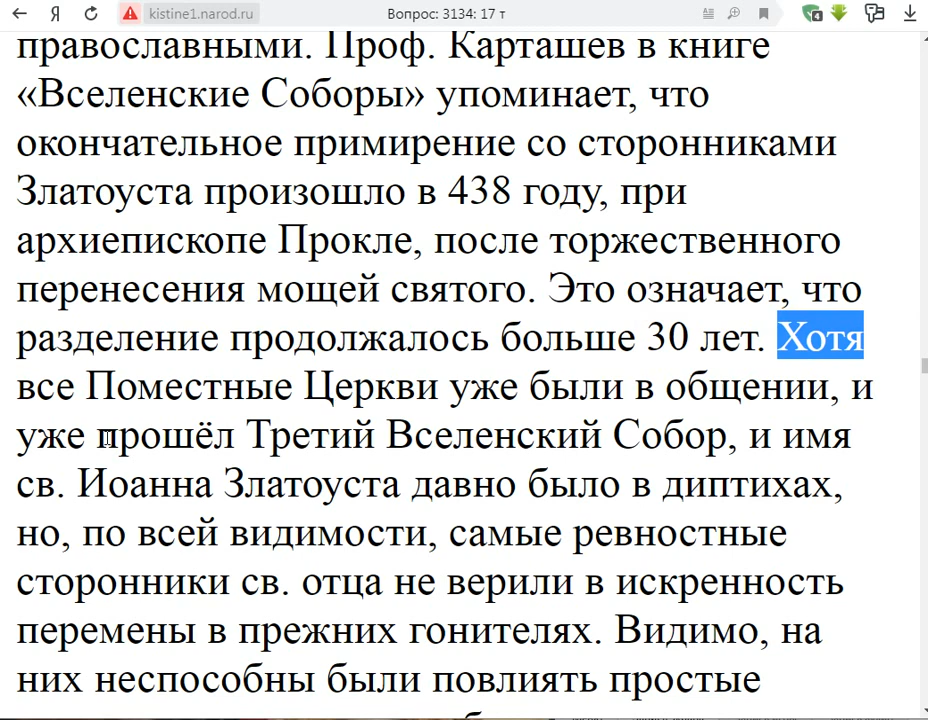 kistine1.narod.ru
Вопрос: 3134: 17 т
4
православными. Проф. Карташев в книге
«Вселенские Соборы» упоминает, что
окончательное примирение со сторонниками
Златоуста произошло в 438 году, при
архиепископе Прокле, после торжественного
перенесения мощей святого. Это означает, что
разделение продолжалось больше 30 лет. Хотя
все Поместные Церкви уже были в общении, и
уже прошёл Третий Вселенский Собор, и имя
св. Иоанна Златоуста давно было в диптихах,
но, по всей видимости, самые ревностные
сторонники св. отца не верили в искренность
перемены в прежних гонителях. Видимо, на
них неспособны были повлиять простые